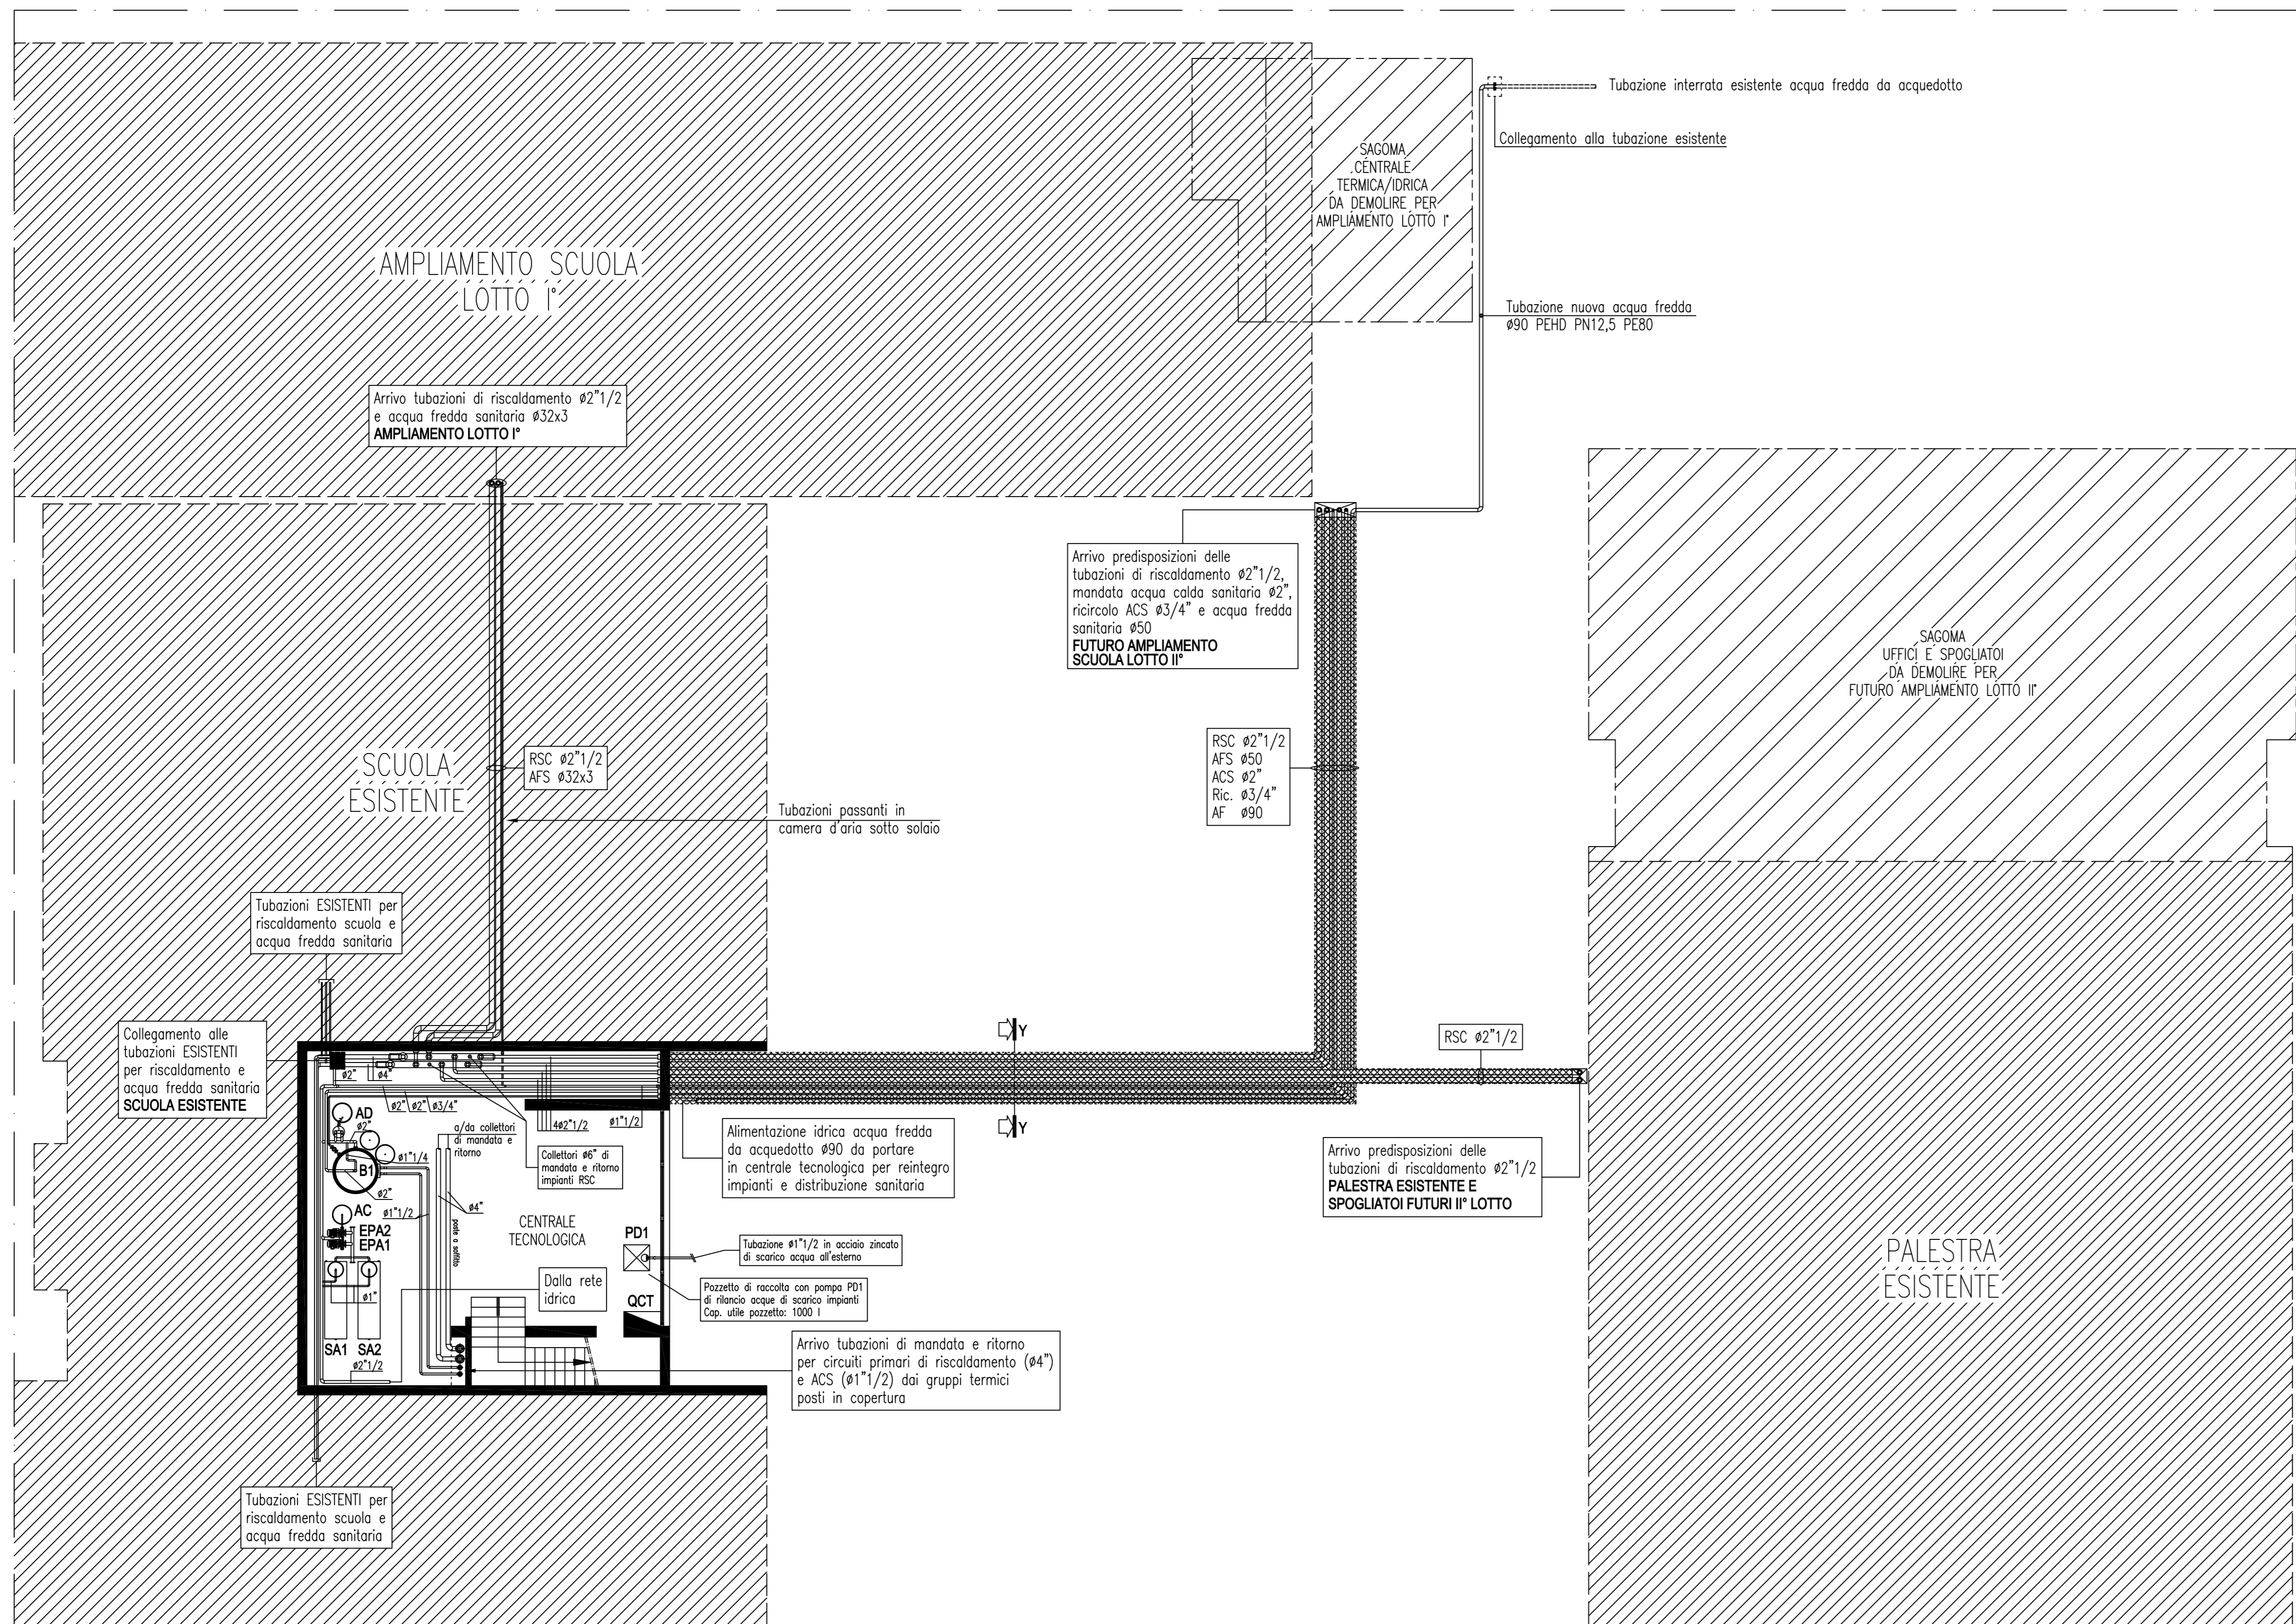 Tubazione interrata esistente acqua fredda da acquedotto
Collegamento alla tubazione esistente
SAGOMA
CENTRALE
TERMICA/IDRICA
DA DEMOLIRE PER
AMPLIAMENTO LOTTO I°
AMPLIAMENTO SCUOLA
LOTTO I°
Tubazione nuova acqua fredda
ø90 PEHD PN12,5 PE80
Arrivo tubazioni di riscaldamento ø2"1/2
e acqua fredda sanitaria ø32x3
AMPLIAMENTO LOTTO I°
Arrivo predisposizioni delle
tubazioni di riscaldamento ø2"1/2,
mandata acqua calda sanitaria ø2",
ricircolo ACS ø3/4" e acqua fredda
sanitaria ø50
FUTURO AMPLIAMENTO
SCUOLA LOTTO II°
SAGOMA
UFFICI E SPOGLIATOI
DA DEMOLIRE PER
FUTURO AMPLIAMENTO LOTTO II°
SCUOLA
ESISTENTE
RSC ø2"1/2
AFS ø32x3
RSC ø2"1/2
AFS ø50
ACS ø2"
Ric. ø3/4"
AF ø90
Tubazioni passanti in
camera d'aria sotto solaio
Tubazioni ESISTENTI per
riscaldamento scuola e
acqua fredda sanitaria
Collegamento alle
tubazioni ESISTENTI
per riscaldamento e
acqua fredda sanitaria
SCUOLA ESISTENTE
Y
RSC ø2"1/2
ø2"
ø4"
ø2"
ø2"
ø3/4"
4ø2"1/2
ø1"1/2
Y
AD
ø2"
a/da collettori
di mandata e
ritorno
Collettori ø6" di
mandata e ritorno
impianti RSC
Alimentazione idrica acqua fredda
da acquedotto ø90 da portare
in centrale tecnologica per reintegro
impianti e distribuzione sanitaria
Arrivo predisposizioni delle
tubazioni di riscaldamento ø2"1/2
PALESTRA ESISTENTE E
SPOGLIATOI FUTURI II° LOTTO
ø1"1/4
B1
ø2"
AC
ø1"1/2
ø4"
poste a soffitto
EPA2
EPA1
CENTRALE
TECNOLOGICA
PD1
Tubazione ø1"1/2 in acciaio zincato
di scarico acqua all'esterno
Pozzetto di raccolta con pompa PD1
di rilancio acque di scarico impianti
Cap. utile pozzetto: 1000 l
PALESTRA
ESISTENTE
Dalla rete
idrica
ø1"
QCT
SA1
SA2
ø2"1/2
Arrivo tubazioni di mandata e ritorno
per circuiti primari di riscaldamento (ø4")
e ACS (ø1"1/2) dai gruppi termici
posti in copertura
Tubazioni ESISTENTI per
riscaldamento scuola e
acqua fredda sanitaria